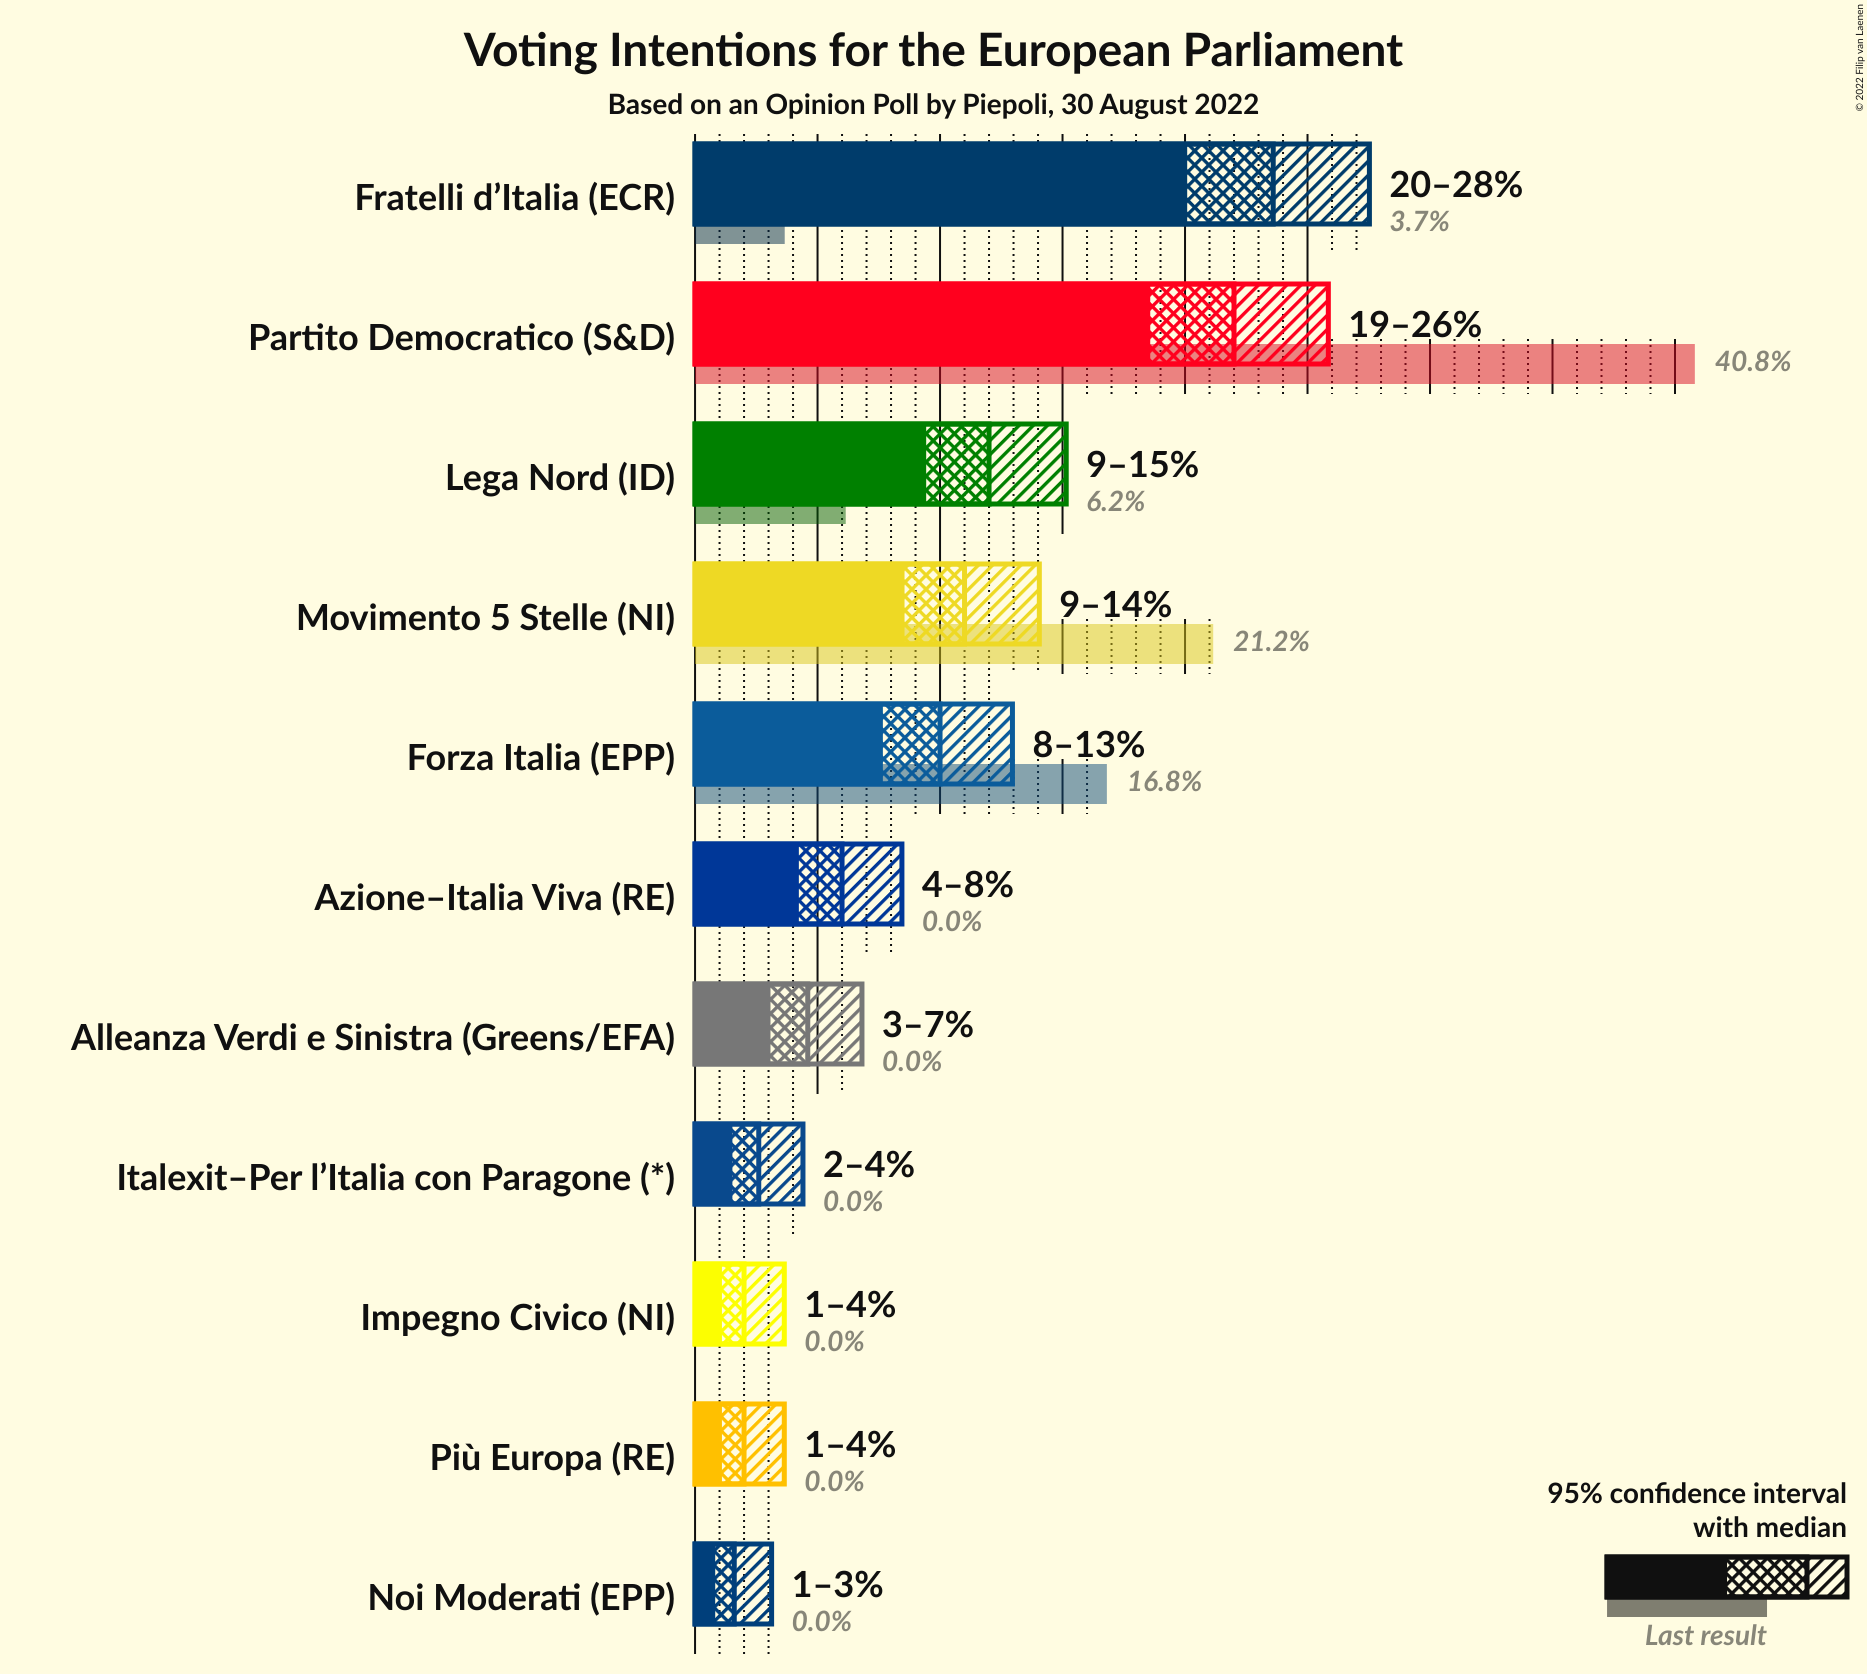 Voting Intentions for the European Parliament
Based on an Opinion Poll by Piepoli, 30 August 2022
© 2022 Filip van Laenen
Fratelli d’Italia (ECR)
20–28%
3.7%
Partito Democratico (S&D)
19–26%
40.8%
Lega Nord (ID)
9–15%
6.2%
Movimento 5 Stelle (NI)
9–14%
21.2%
Forza Italia (EPP)
8–13%
16.8%
Azione–Italia Viva (RE)
4–8%
0.0%
Alleanza Verdi e Sinistra (Greens/EFA)
3–7%
0.0%
Italexit–Per l’Italia con Paragone (*)
2–4%
0.0%
Impegno Civico (NI)
1–4%
0.0%
Più Europa (RE)
1–4%
0.0%
Noi Moderati (EPP)
1–3%
0.0%
95% confidence interval
with median
Last result